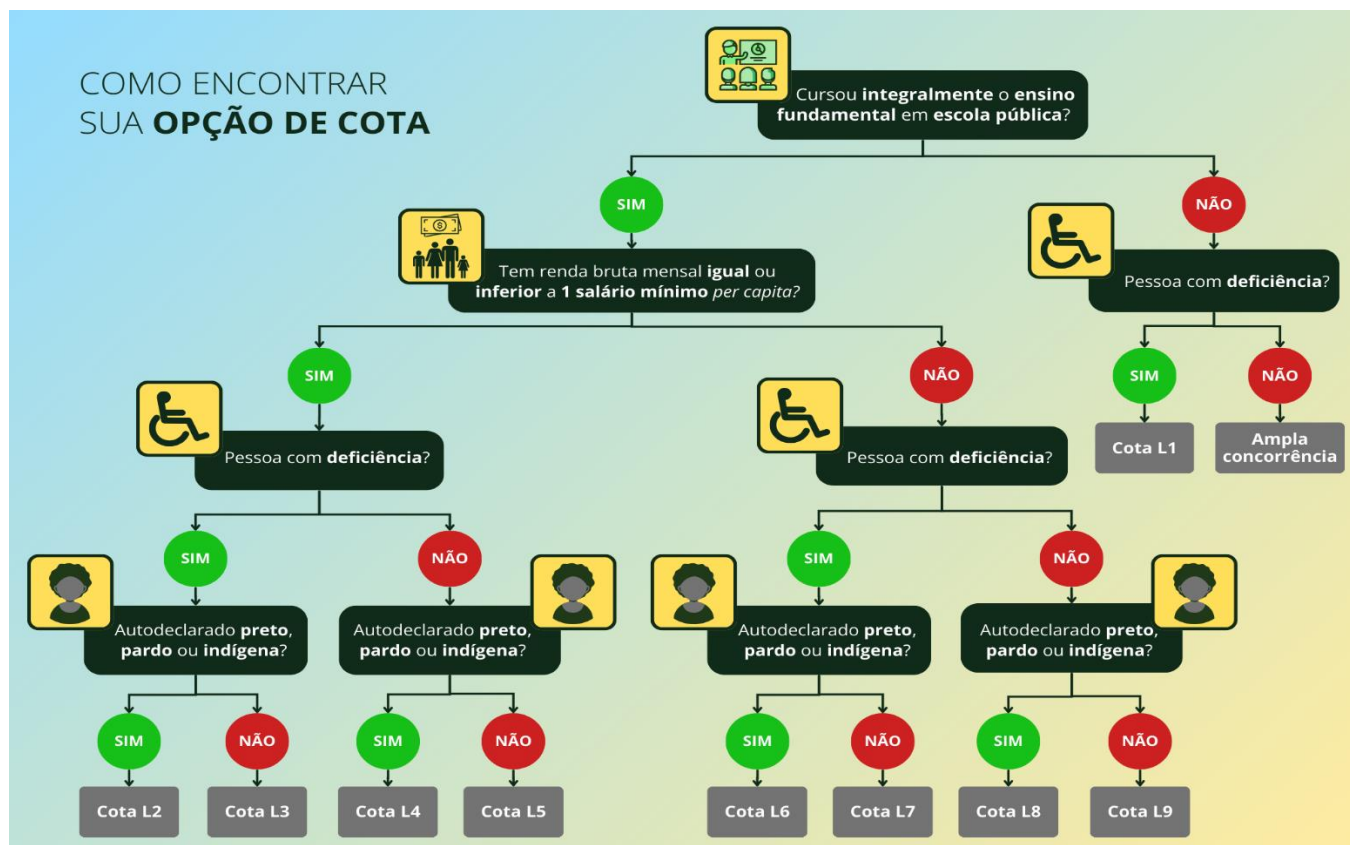 COMO ENCONTRAR
SUA OPÇÃO DE COTA
Cursou integralmente o ensino
fundamental em escola pública?
SIM
NÃO
Tem renda bruta mensal igual ou
inferior a 1 salário mínimo per capita?
Pessoa com deficiência?
SIM
NÃO
SIM
NÃO
Cota L1
Ampla
concorrência
Pessoa com deficiência?
Pessoa com deficiência?
SIM
NÃO
SIM
NÃO
Autodeclarado preto,
pardo ou indígena?
Autodeclarado preto,
pardo ou indígena?
Autodeclarado preto,
pardo ou indígena?
Autodeclarado preto,
pardo ou indígena?
SIM
NÃO
SIM
NÃO
SIM
NÃO
SIM
NÃO
Cota L2
Cota L3
Cota L4
Cota L5
Cota L6
Cota L7
Cota L8
Cota L9